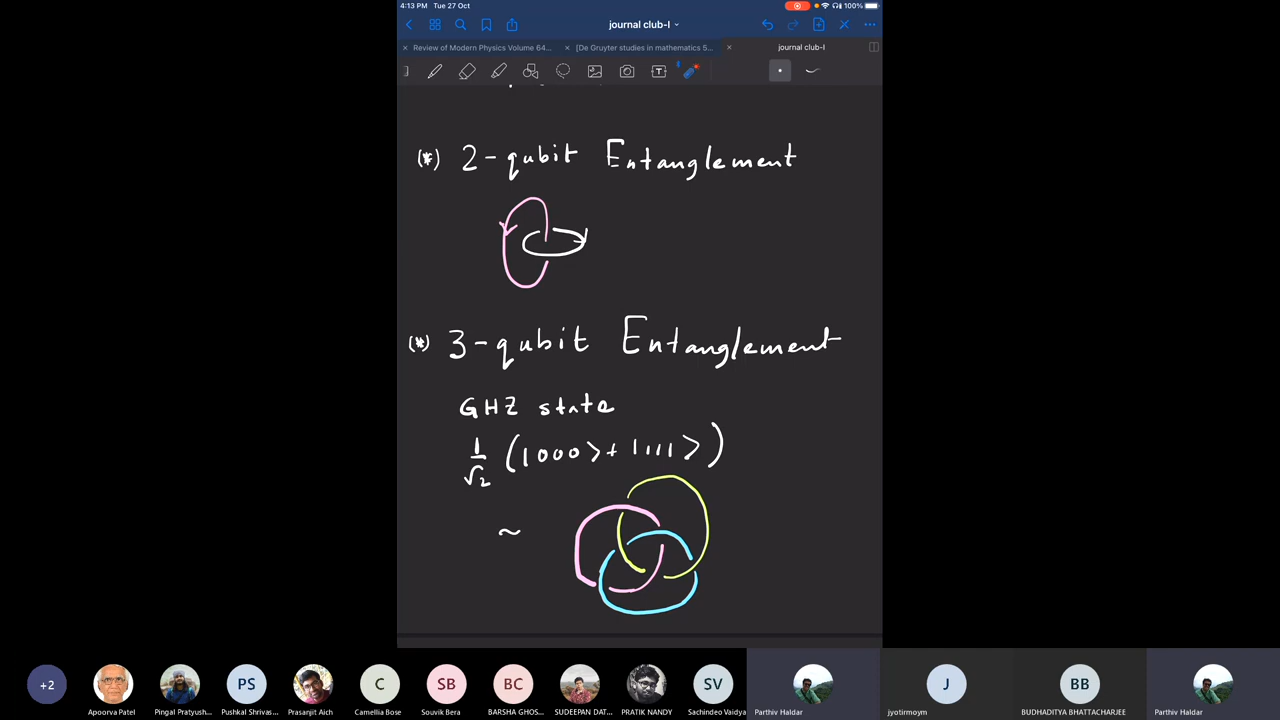 4:13 PM Tue 27 Oct
100%
journal club-I
Review of Modern Physics Volume 64...
[De Gruyter studies in mathematics 5...
journal club-I
(*) 2-qubit Entanglement
(*) 3-qubit Entanglement
GHZ state
1/√2 (|000> + |111>)
~
+2
PS
C
SB
BC
SV
J
BB
Apoorva Patel
Pingal Pratyush...
Pushkal Shrivas...
Prasanjit Aich
Camellia Bose
Souvik Bera
BARSHA GHOS...
SUDEEPAN DAT...
PRATIK NANDY
Sachindeo Vaidya
Parthiv Haldar
jyotirmoym
BUDHADITYA BHATTACHARJEE
Parthiv Haldar